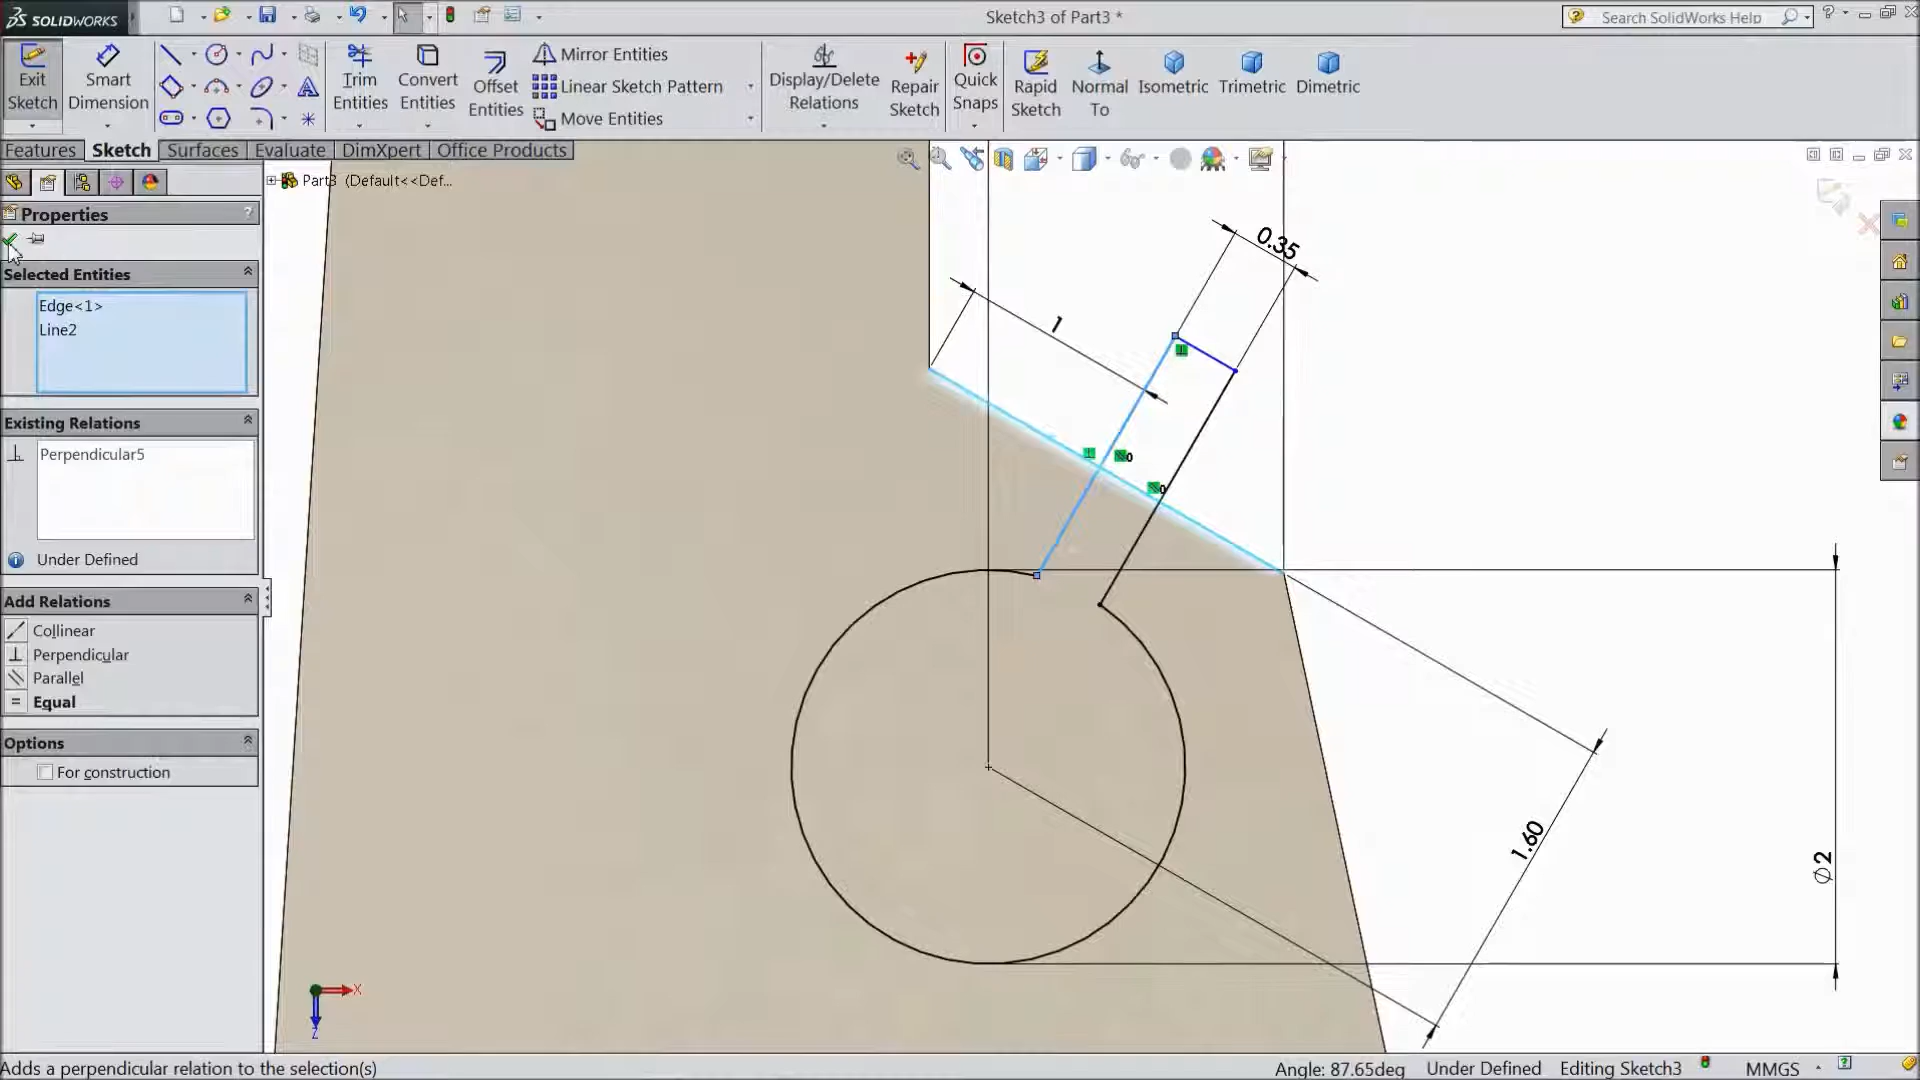 SOLIDWORKS
Sketch3 of Part3 *
Search SolidWorks Help
Exit Sketch
Smart Dimension
Trim Entities
Convert Entities
Offset Entities
Mirror Entities
Linear Sketch Pattern
Move Entities
Display/Delete Relations
Repair Sketch
Quick Snaps
Rapid Sketch
Normal To
Isometric
Trimetric
Dimetric
Features
Sketch
Surfaces
Evaluate
DimXpert
Office Products
Part3 (Default<<Def...
Properties
?
Selected Entities
Edge<1>
Line2
Existing Relations
Perpendicular5
Under Defined
Add Relations
Collinear
Perpendicular
Parallel
Equal
Options
For construction
0.35
1
0
0
1.60
∅2
X
Z
Adds a perpendicular relation to the selection(s)
Angle: 87.65deg
Under Defined
Editing Sketch3
MMGS